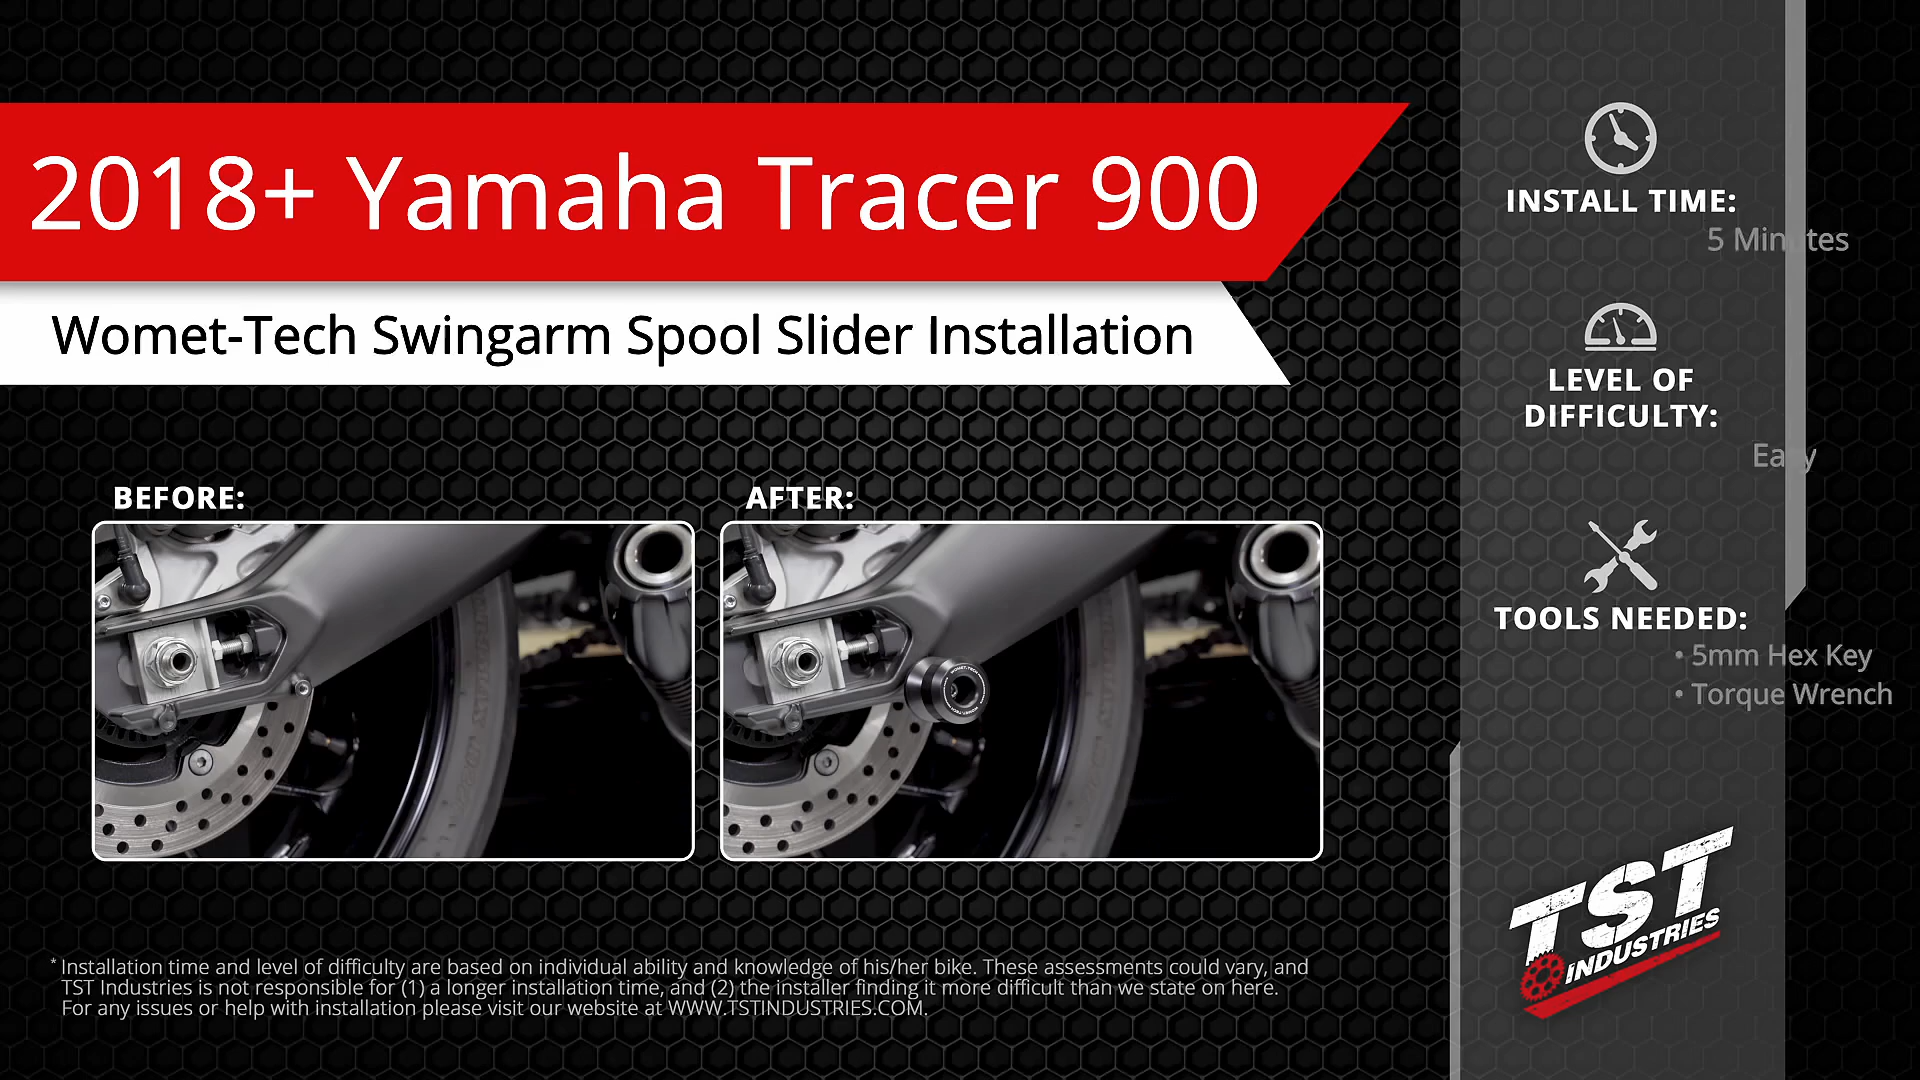 2018+ Yamaha Tracer 900
Womet-Tech Swingarm Spool Slider Installation
BEFORE:
AFTER:
* Installation time and level of difficulty are based on individual ability and knowledge of his/her bike. These assessments could vary, and
TST Industries is not responsible for (1) a longer installation time, and (2) the installer finding it more difficult than we state on here.
For any issues or help with installation please visit our website at WWW.TSTINDUSTRIES.COM.
INSTALL TIME:
5 Minutes
LEVEL OF
DIFFICULTY:
Easy
TOOLS NEEDED:
• 5mm Hex Key
• Torque Wrench
TST
INDUSTRIES